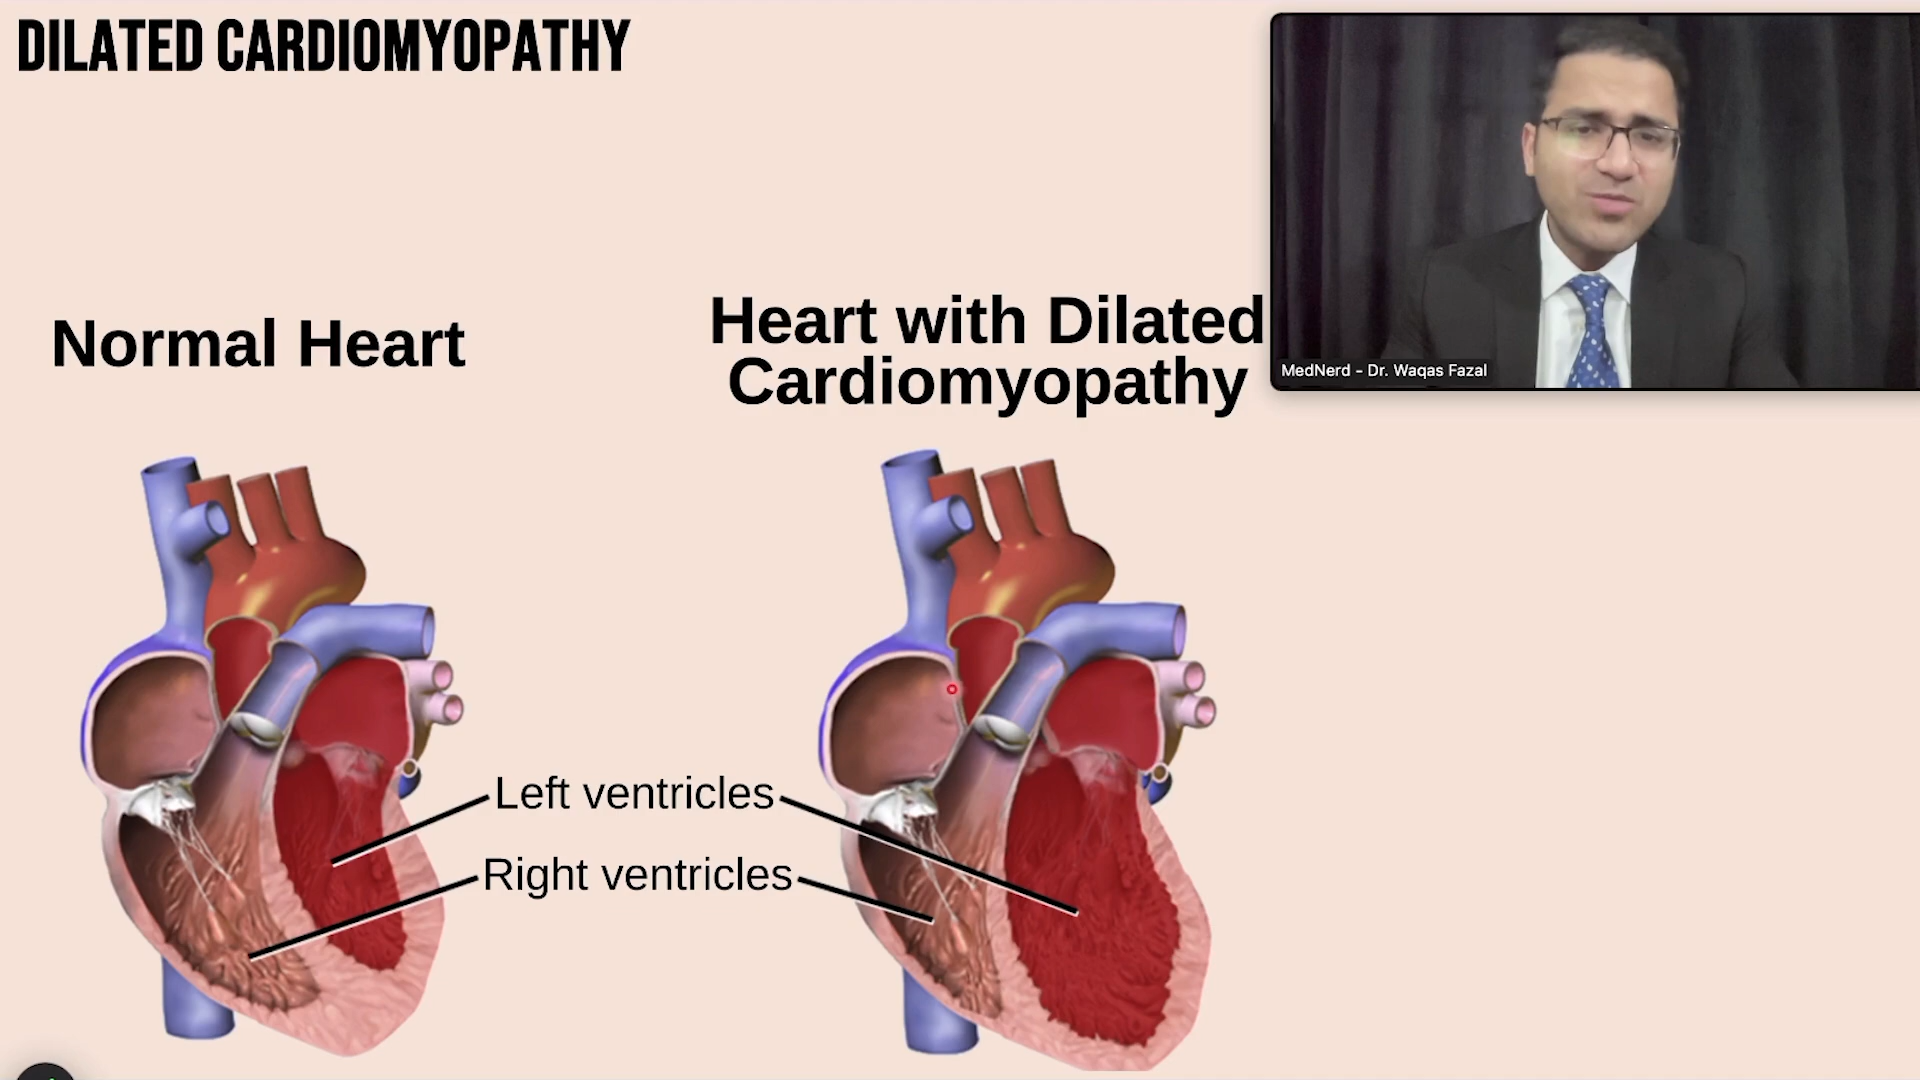 DILATED CARDIOMYOPATHY
Normal Heart
Heart with Dilated
Cardiomyopathy
MedNerd - Dr. Waqas Fazal
Left ventricles
Right ventricles